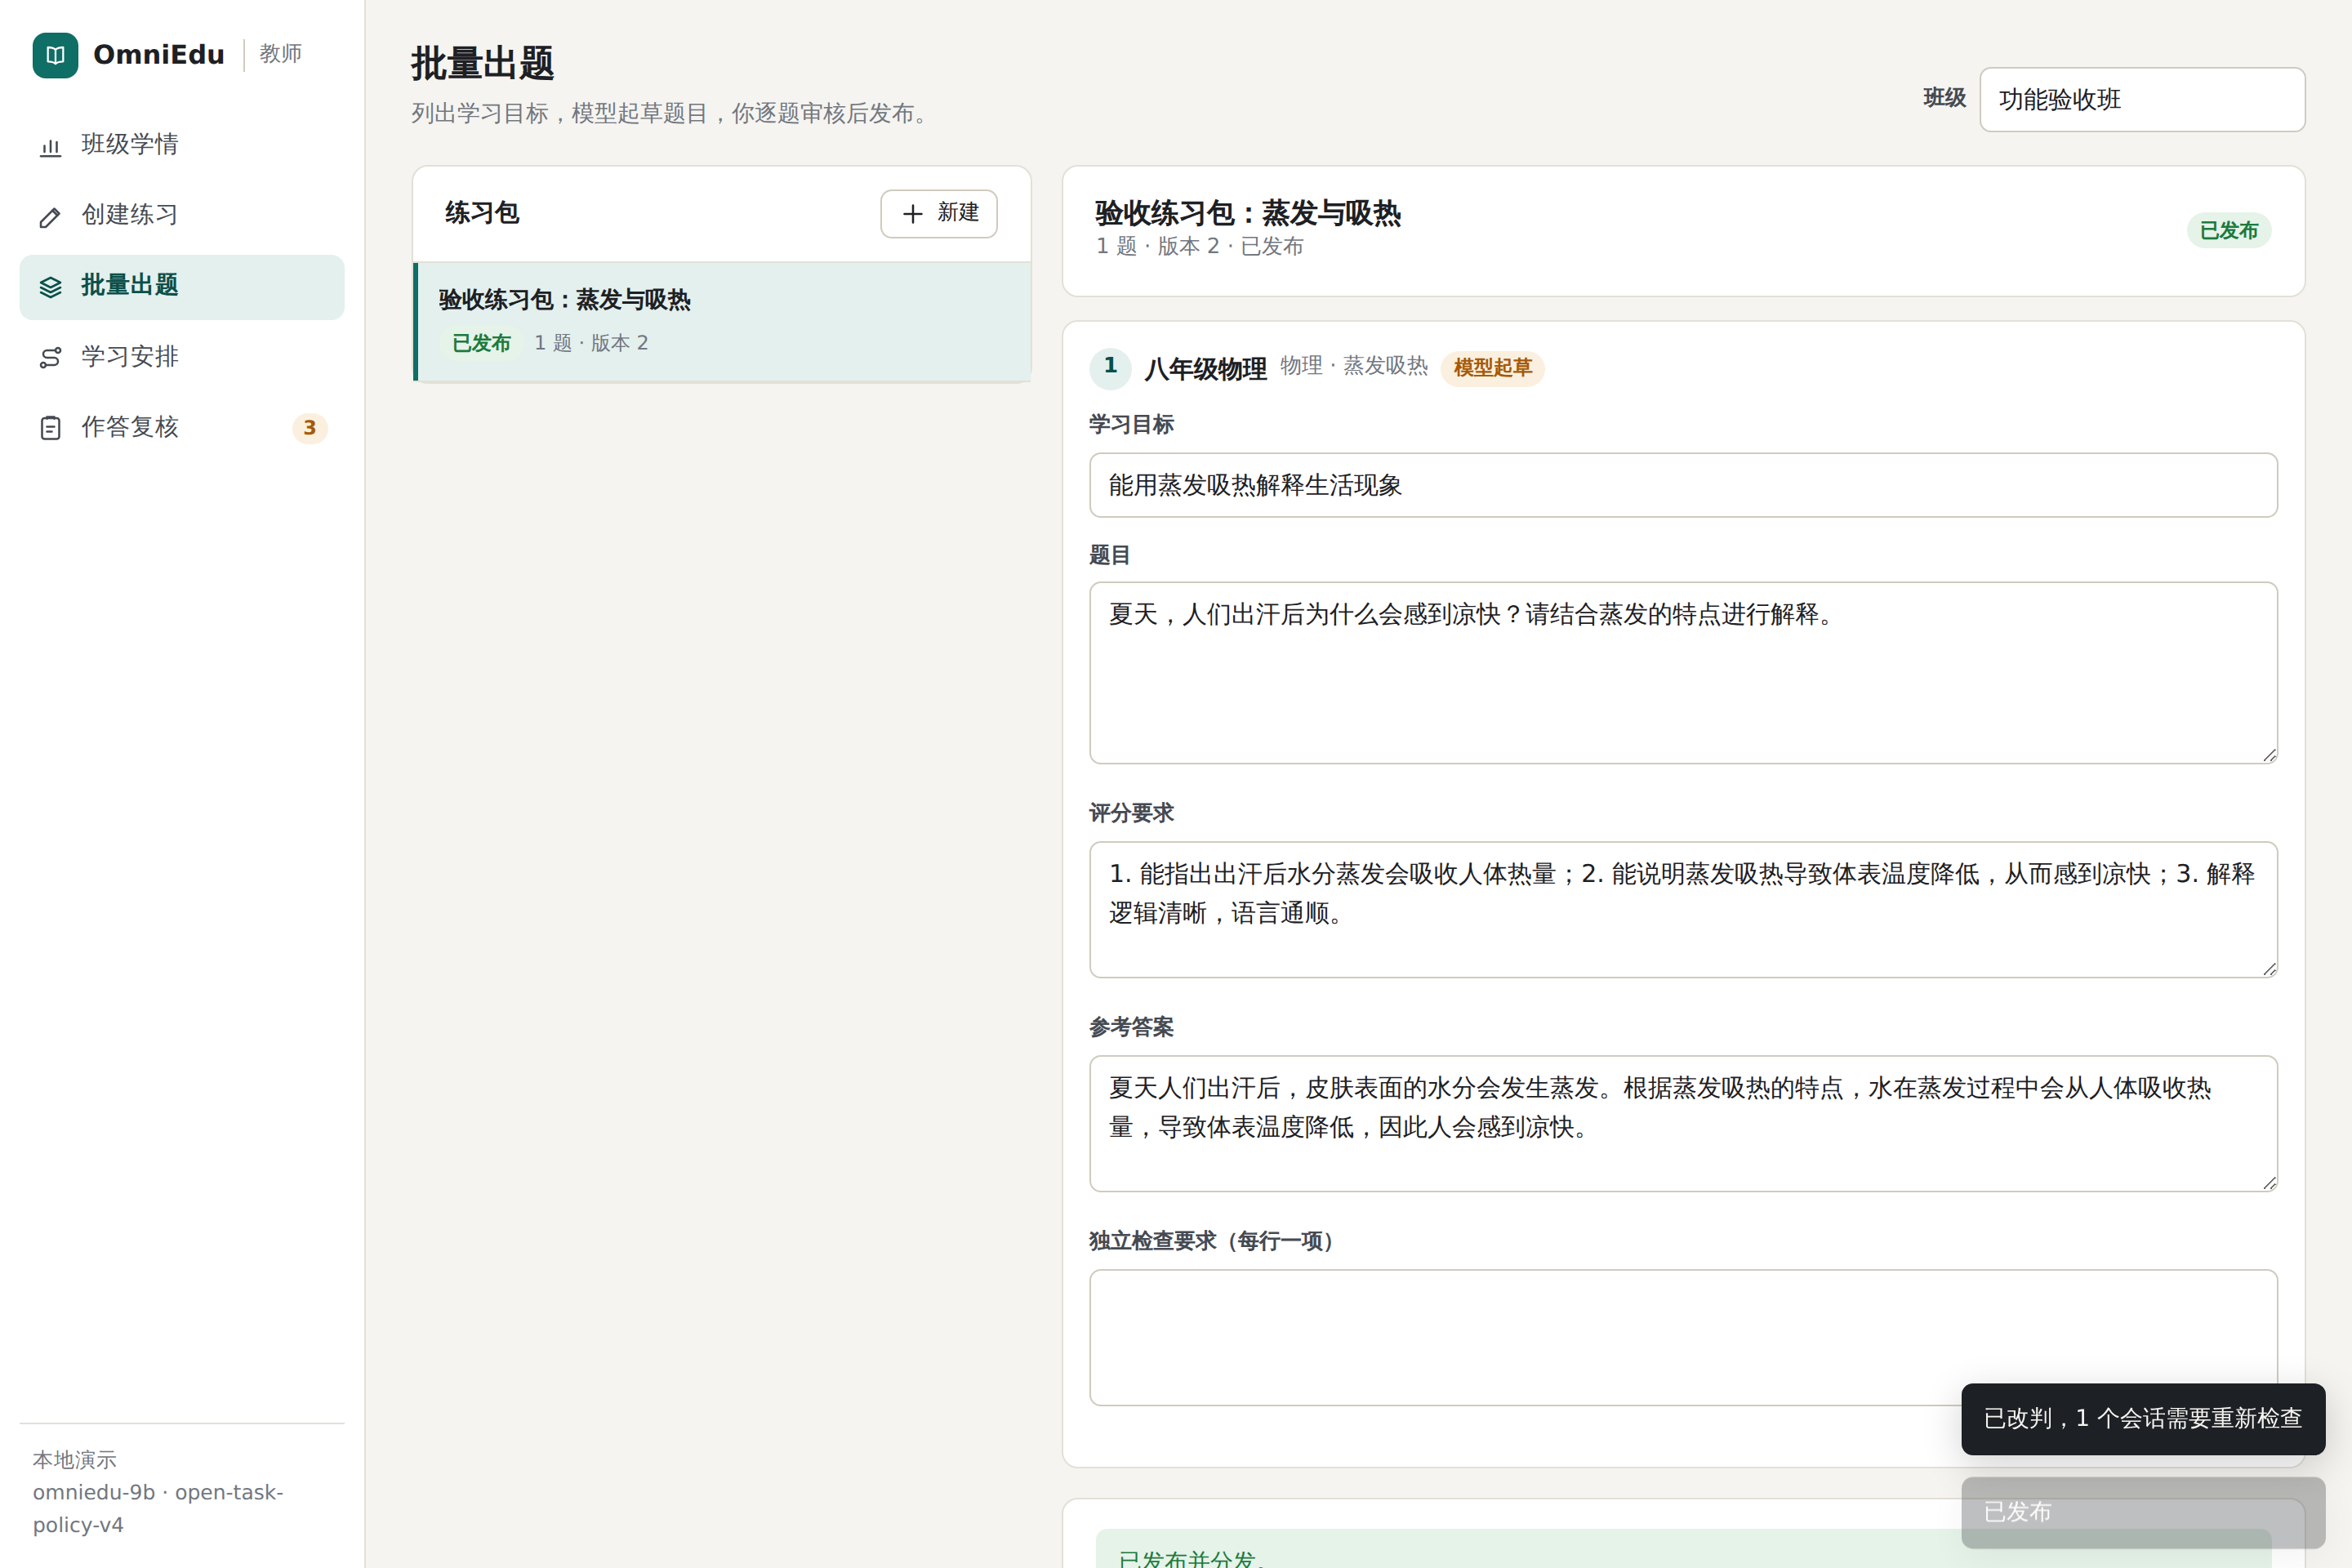 OmniEdu 教师
班级学情
创建练习
批量出题
学习安排
作答复核 3
本地演示
omniedu-9b · open-task-
policy-v4
批量出题
列出学习目标，模型起草题目，你逐题审核后发布。
班级 功能验收班
练习包 新建
验收练习包：蒸发与吸热
已发布 1 题 · 版本 2
验收练习包：蒸发与吸热
1 题 · 版本 2 · 已发布
已发布
1 八年级物理 物理 · 蒸发吸热 模型起草
学习目标
能用蒸发吸热解释生活现象
题目
夏天，人们出汗后为什么会感到凉快？请结合蒸发的特点进行解释。
评分要求
1. 能指出出汗后水分蒸发会吸收人体热量；2. 能说明蒸发吸热导致体表温度降低，从而感到凉快；3. 解释
逻辑清晰，语言通顺。
参考答案
夏天人们出汗后，皮肤表面的水分会发生蒸发。根据蒸发吸热的特点，水在蒸发过程中会从人体吸收热
量，导致体表温度降低，因此人会感到凉快。
独立检查要求（每行一项）
已改判，1 个会话需要重新检查
已发布
已发布并分发。